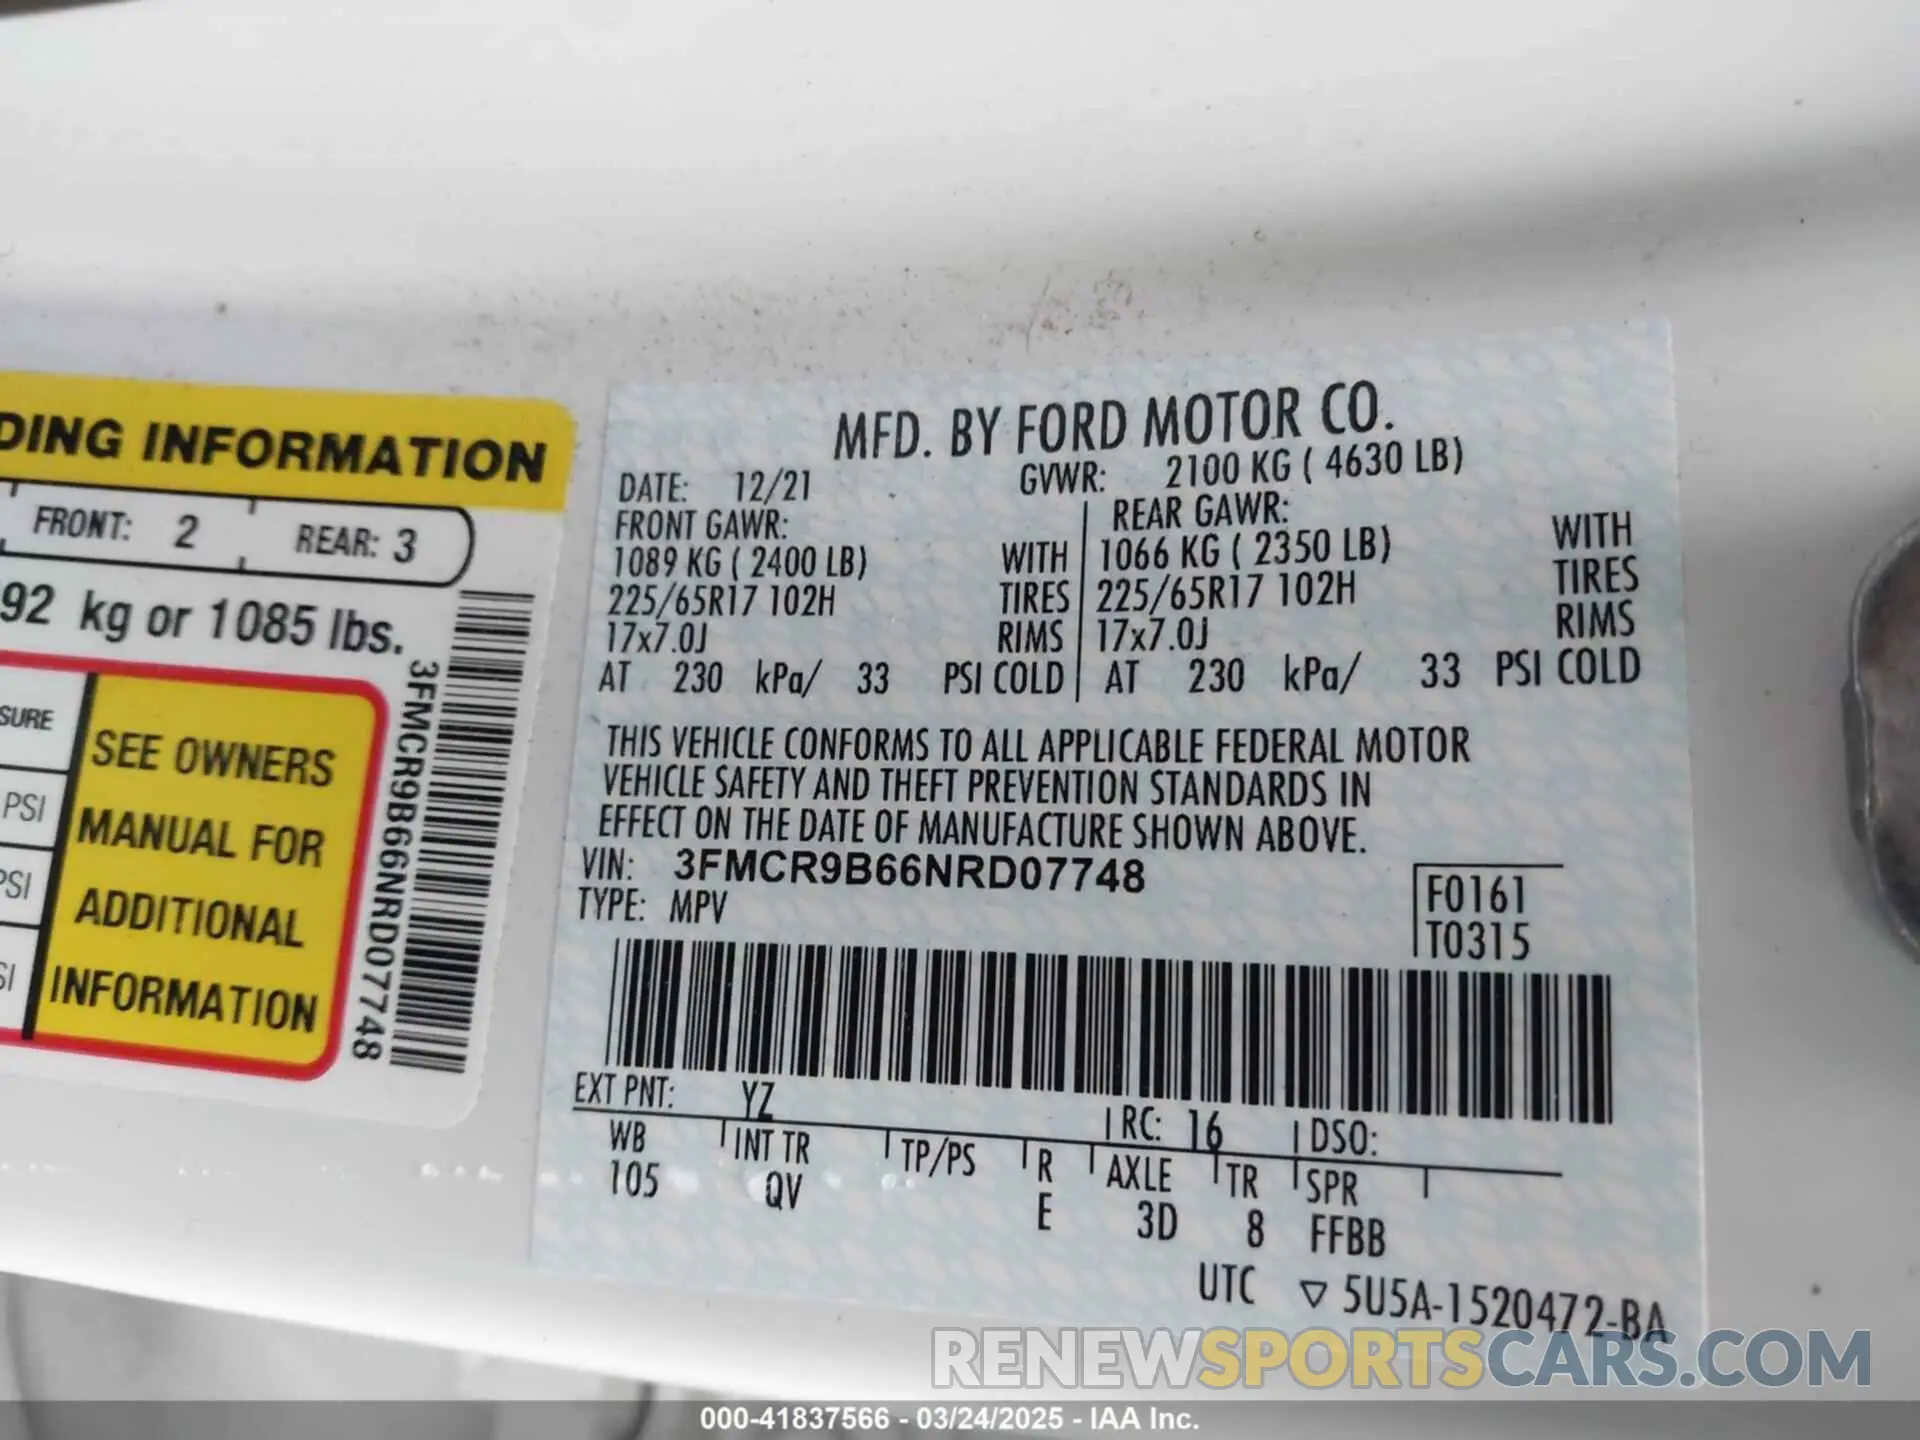 DING INFORMATION
FRONT: 2 REAR: 3
92 kg or 1085 lbs.
SURE
PSI
PSI
SI
SEE OWNERS
MANUAL FOR
ADDITIONAL
INFORMATION
3FMCR9B66NRD07748
MFD. BY FORD MOTOR CO.
DATE: 12/21 GVWR: 2100 KG ( 4630 LB)
FRONT GAWR: REAR GAWR:
1089 KG ( 2400 LB) WITH 1066 KG ( 2350 LB) WITH
225/65R17 102H TIRES 225/65R17 102H TIRES
17x7.0J RIMS 17x7.0J RIMS
AT 230 kPa/ 33 PSI COLD AT 230 kPa/ 33 PSI COLD
THIS VEHICLE CONFORMS TO ALL APPLICABLE FEDERAL MOTOR
VEHICLE SAFETY AND THEFT PREVENTION STANDARDS IN
EFFECT ON THE DATE OF MANUFACTURE SHOWN ABOVE.
VIN: 3FMCR9B66NRD07748
TYPE: MPV
F0161
T0315
EXT PNT: YZ RC: 16 DSO:
WB INT TR TP/PS R AXLE TR SPR
105 QV E 3D 8 FFBB
UTC ▽ 5U5A-1520472-BA
RENEWSPORTSCARS.COM
000-41837566 - 03/24/2025 - IAA Inc.